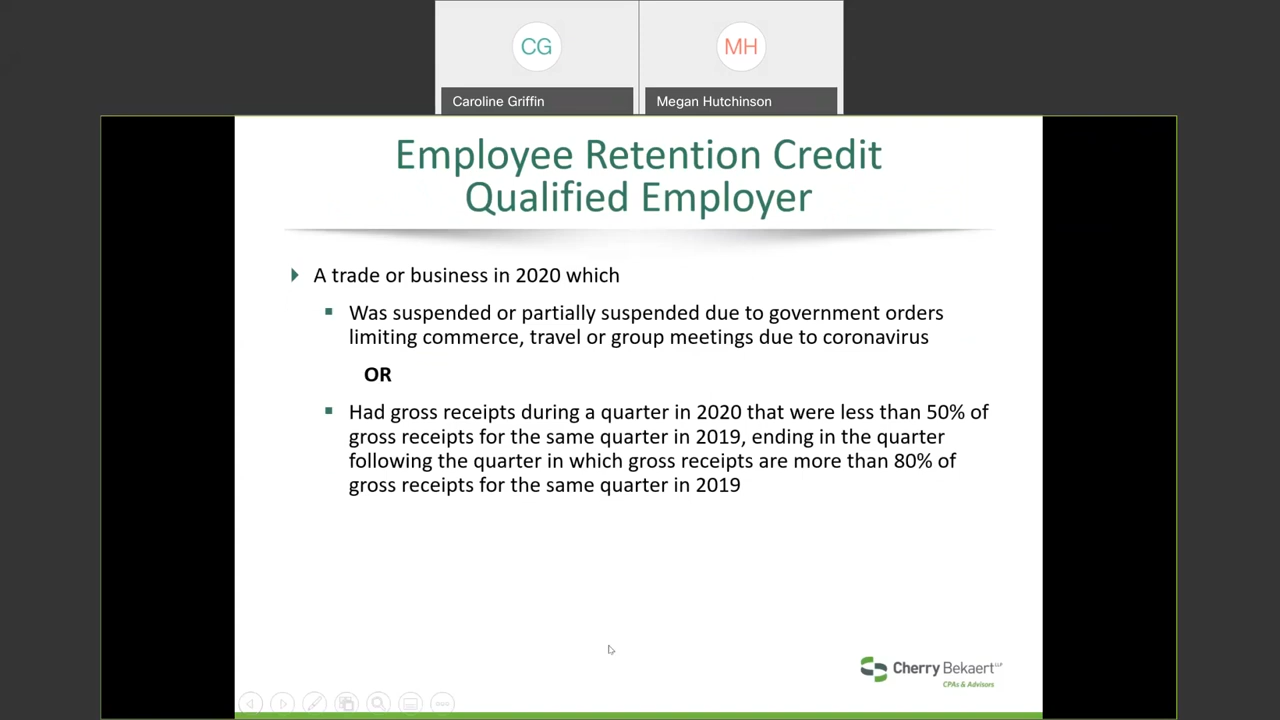 CG
MH
Caroline Griffin
Megan Hutchinson
Employee Retention Credit
Qualified Employer
A trade or business in 2020 which
Was suspended or partially suspended due to government orders
limiting commerce, travel or group meetings due to coronavirus
OR
Had gross receipts during a quarter in 2020 that were less than 50% of
gross receipts for the same quarter in 2019, ending in the quarter
following the quarter in which gross receipts are more than 80% of
gross receipts for the same quarter in 2019
Cherry Bekaert LLP
CPAs & Advisors